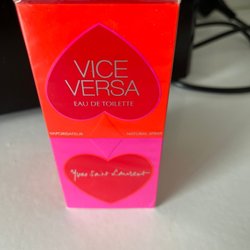 VICE
VERSA
EAU DE TOILETTE
VAPORISATEUR
NATURAL SPRAY
Yves Saint Laurent